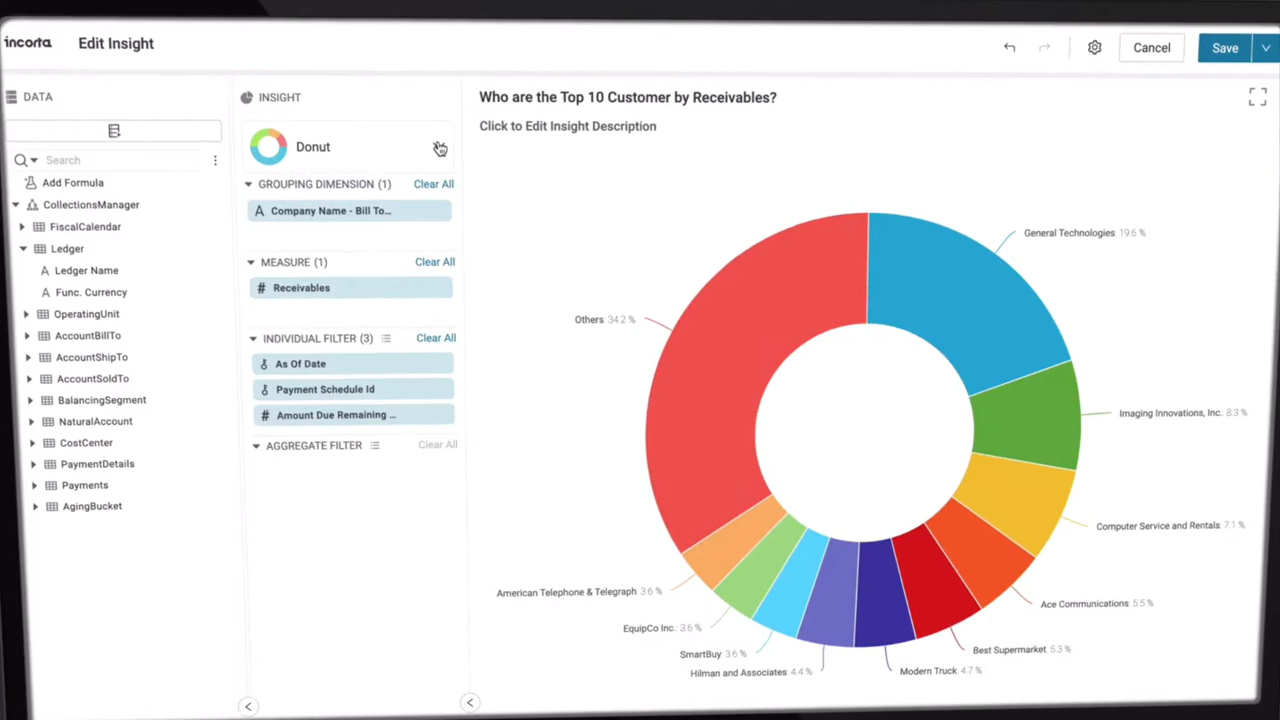 incorta
Edit Insight
Cancel
Save
DATA
Search
Add Formula
CollectionsManager
FiscalCalendar
Ledger
A Ledger Name
A Func. Currency
OperatingUnit
AccountBillTo
AccountShipTo
AccountSoldTo
BalancingSegment
NaturalAccount
CostCenter
PaymentDetails
Payments
AgingBucket
INSIGHT
Donut
GROUPING DIMENSION (1) Clear All
A Company Name - Bill To...
MEASURE (1) Clear All
# Receivables
INDIVIDUAL FILTER (3) Clear All
As Of Date
Payment Schedule Id
# Amount Due Remaining ...
AGGREGATE FILTER Clear All
Who are the Top 10 Customer by Receivables?
Click to Edit Insight Description
General Technologies 19.6 %
Others 34.2 %
Imaging Innovations, Inc. 8.3 %
Computer Service and Rentals 7.1 %
American Telephone & Telegraph 3.6 %
Ace Communications 5.5 %
EquipCo Inc. 3.6 %
Best Supermarket 5.3 %
SmartBuy 3.6 %
Hilman and Associates 4.4 %
Modern Truck 4.7 %